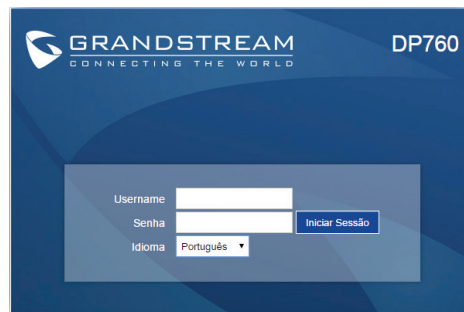 GRANDSTREAM
CONNECTING THE WORLD
DP760
Username
Senha
Iniciar Sessão
Idioma
Português